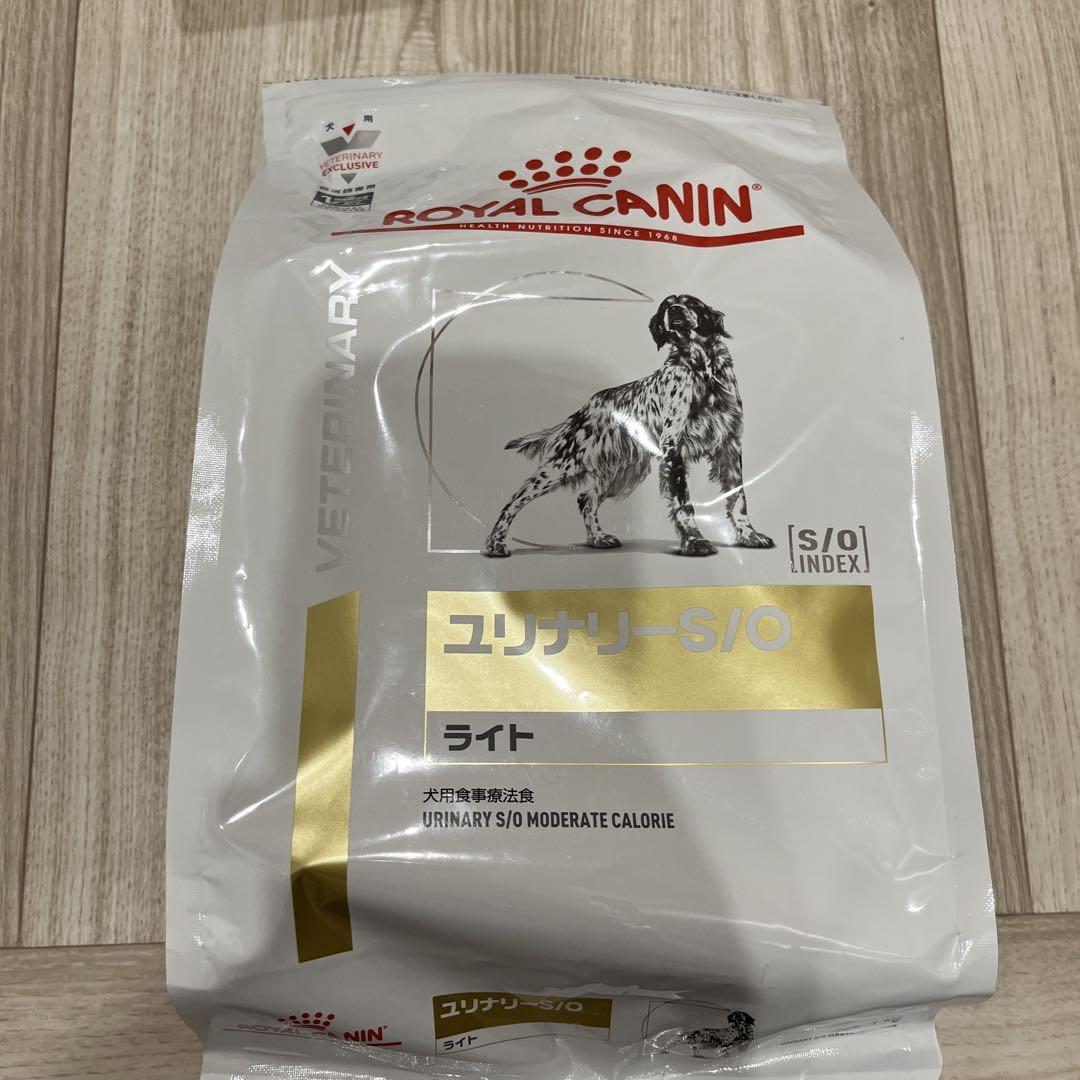 犬 用
VETERINARY
EXCLUSIVE
ROYAL CANIN®
HEALTH NUTRITION SINCE 1968
VETERINARY
S/O
INDEX
ユリナリーS/O
ライト
犬用食事療法食
URINARY S/O MODERATE CALORIE
ROYAL CANIN
ユリナリーS/O
ライト